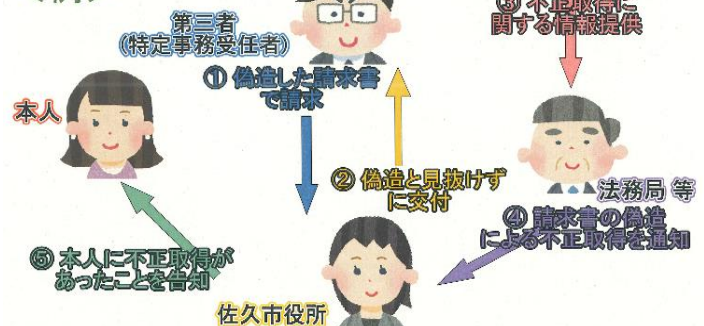 第三者
(特定事務受任者)
① 偽造した請求書
で請求
③ 不正取得に
関する情報提供
本人
② 偽造と見抜けず
に交付
法務局 等
④ 請求書の偽造
による不正取得を通知
⑤ 本人に不正取得が
あったことを告知
佐久市役所